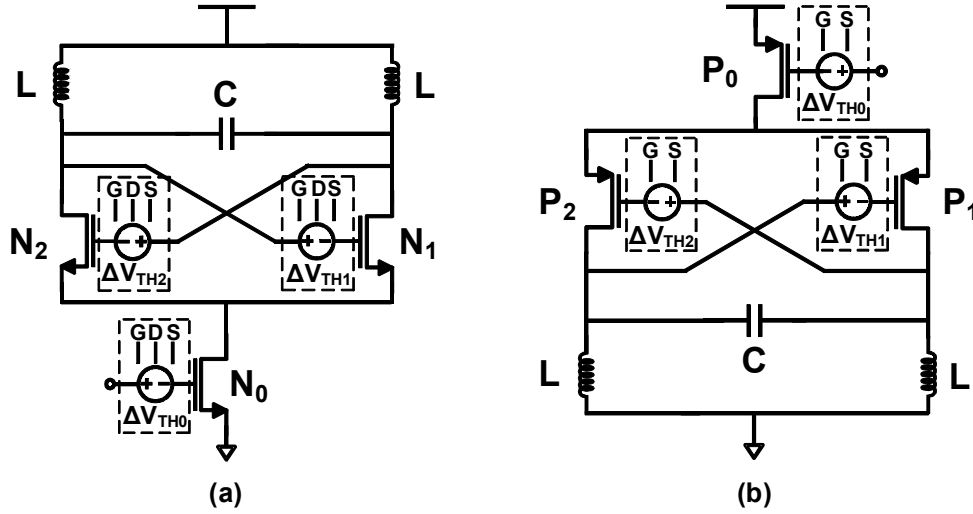 L
C
L
G D S
ΔV_TH2
N2
G D S
ΔV_TH1
N1
G D S
ΔV_TH0
N0
(a)
P0
G S
ΔV_TH0
P2
G S
ΔV_TH2
G S
ΔV_TH1
P1
L
C
L
(b)